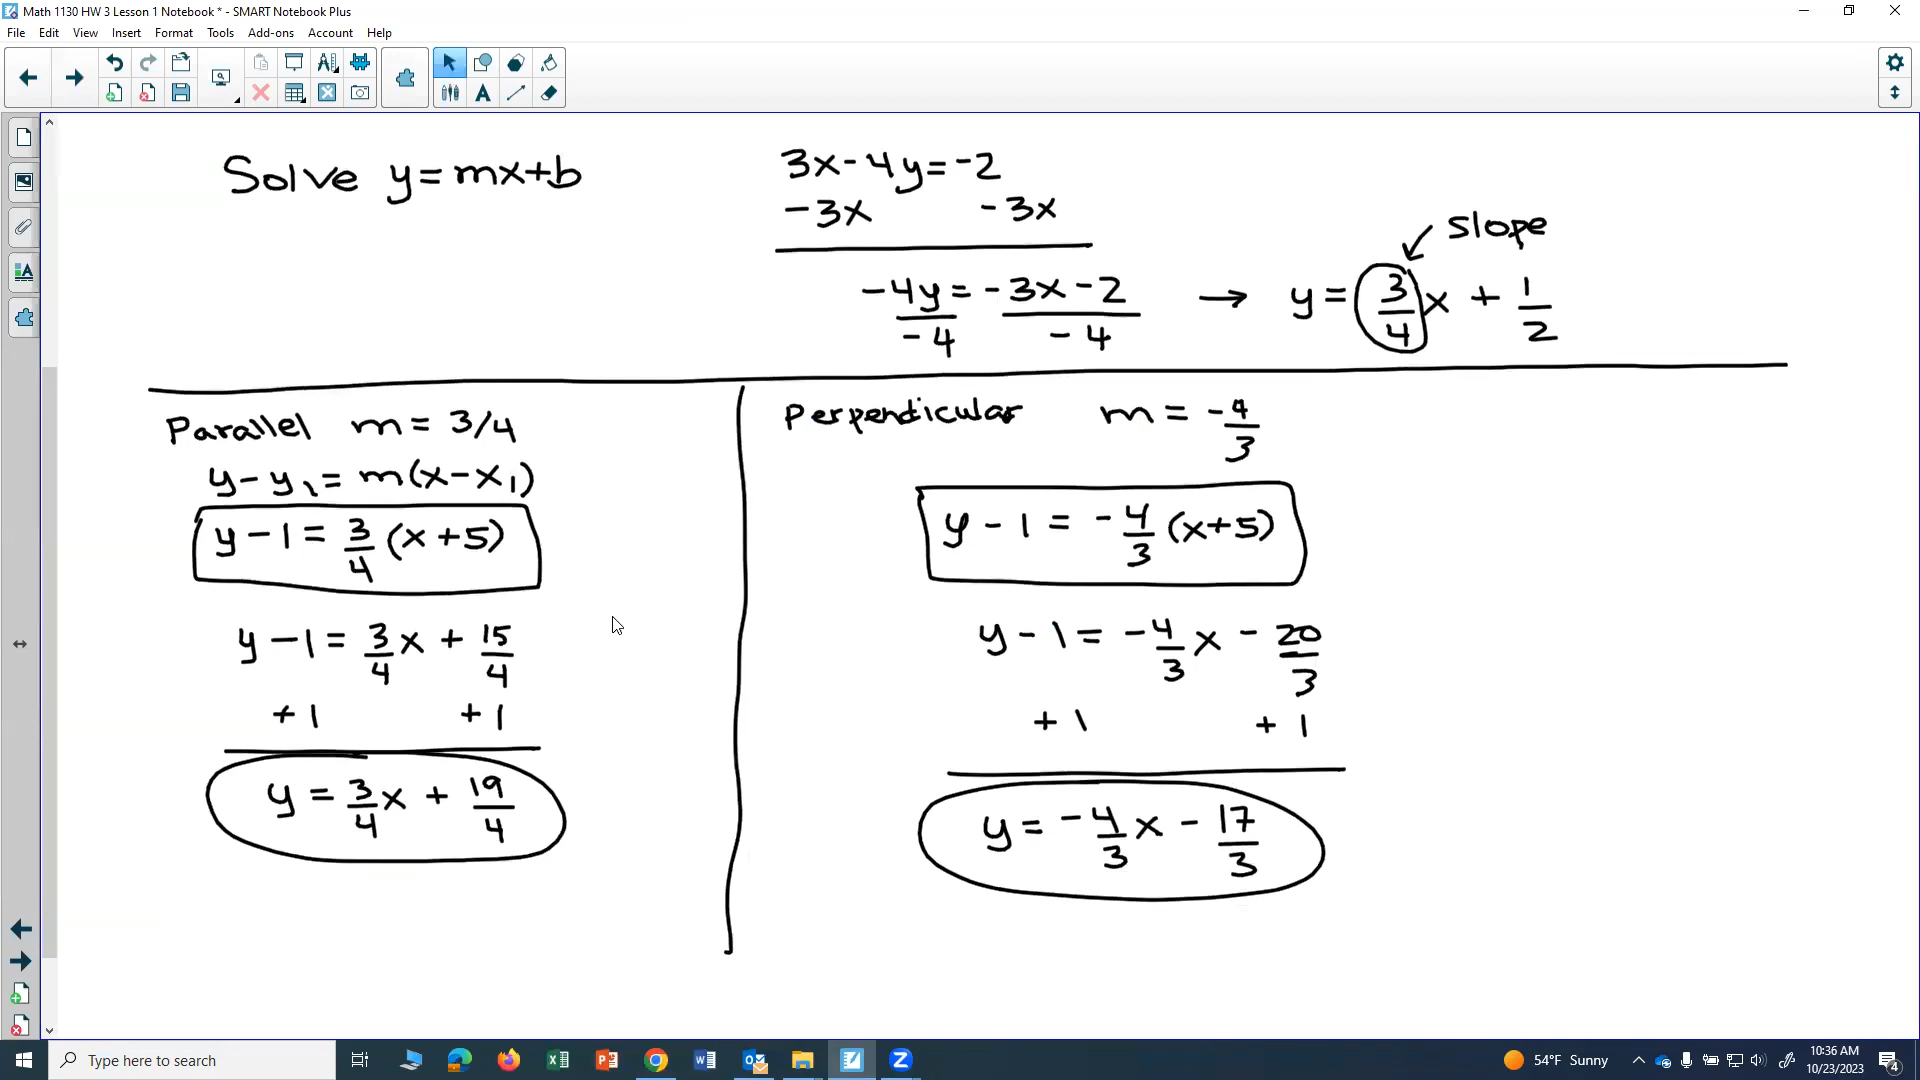 Math 1130 HW 3 Lesson 1 Notebook * - SMART Notebook Plus
File Edit View Insert Format Tools Add-ons Account Help
Solve y=mx+b
3x-4y=-2
-3x -3x
-4y = -3x-2
-4 -4
→ y = 3/4 x + 1/2
slope
Parallel m = 3/4
y-y₁ = m(x-x₁)
y-1 = 3/4 (x+5)
y-1 = 3/4 x + 15/4
+1 +1
y = 3/4 x + 19/4
Perpendicular m = -4/3
y-1 = -4/3 (x+5)
y-1 = -4/3 x - 20/3
+1 +1
y = -4/3 x - 17/3
Type here to search
54°F Sunny
10:36 AM
10/23/2023
4